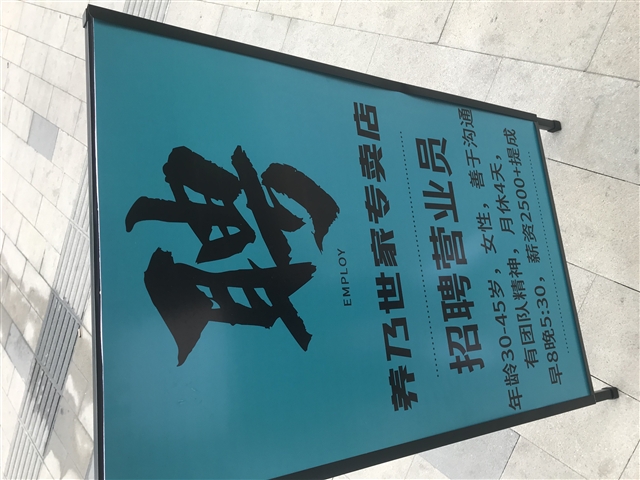 聘
EMPLOY
养乃世家专卖店
招聘营业员
年龄30-45岁，女性，善于沟通
有团队精神，月休4天，
早8晚5:30，薪资2500+提成